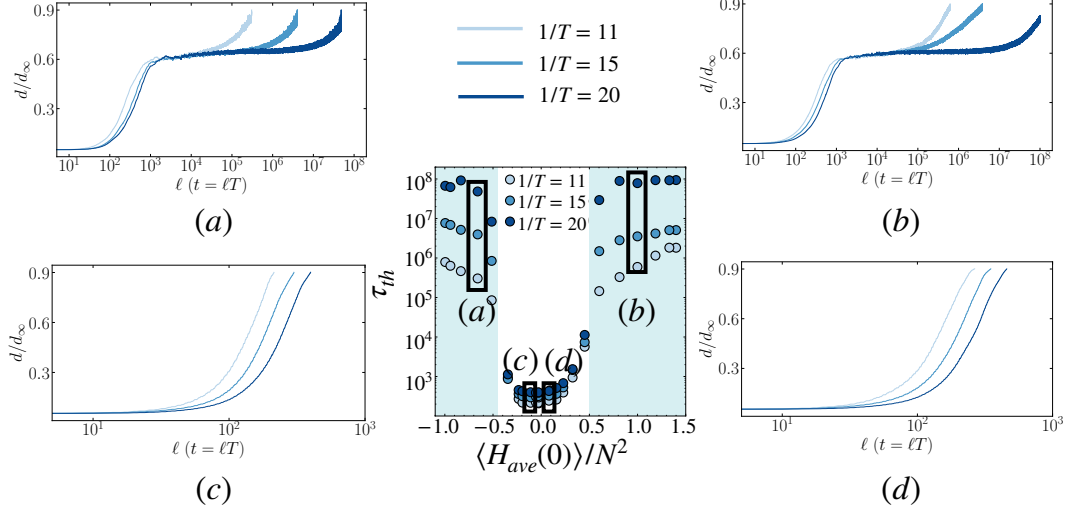 0.9
0.6
0.3
d/d∞
10¹ 10² 10³ 10⁴ 10⁵ 10⁶ 10⁷ 10⁸
ℓ (t = ℓT)
(a)
1/T = 11
1/T = 15
1/T = 20
0.9
0.6
0.3
d/d∞
10¹ 10² 10³ 10⁴ 10⁵ 10⁶ 10⁷ 10⁸
ℓ (t = ℓT)
(b)
10⁸
10⁷
10⁶
10⁵
10⁴
10³
τth
1/T = 11
1/T = 15
1/T = 20
(a)
(b)
(c) (d)
−1.0 −0.5 0.0 0.5 1.0 1.5
⟨Have(0)⟩/N²
0.9
0.6
0.3
d/d∞
10¹ 10² 10³
ℓ (t = ℓT)
(c)
0.9
0.6
0.3
d/d∞
10¹ 10² 10³
ℓ (t = ℓT)
(d)